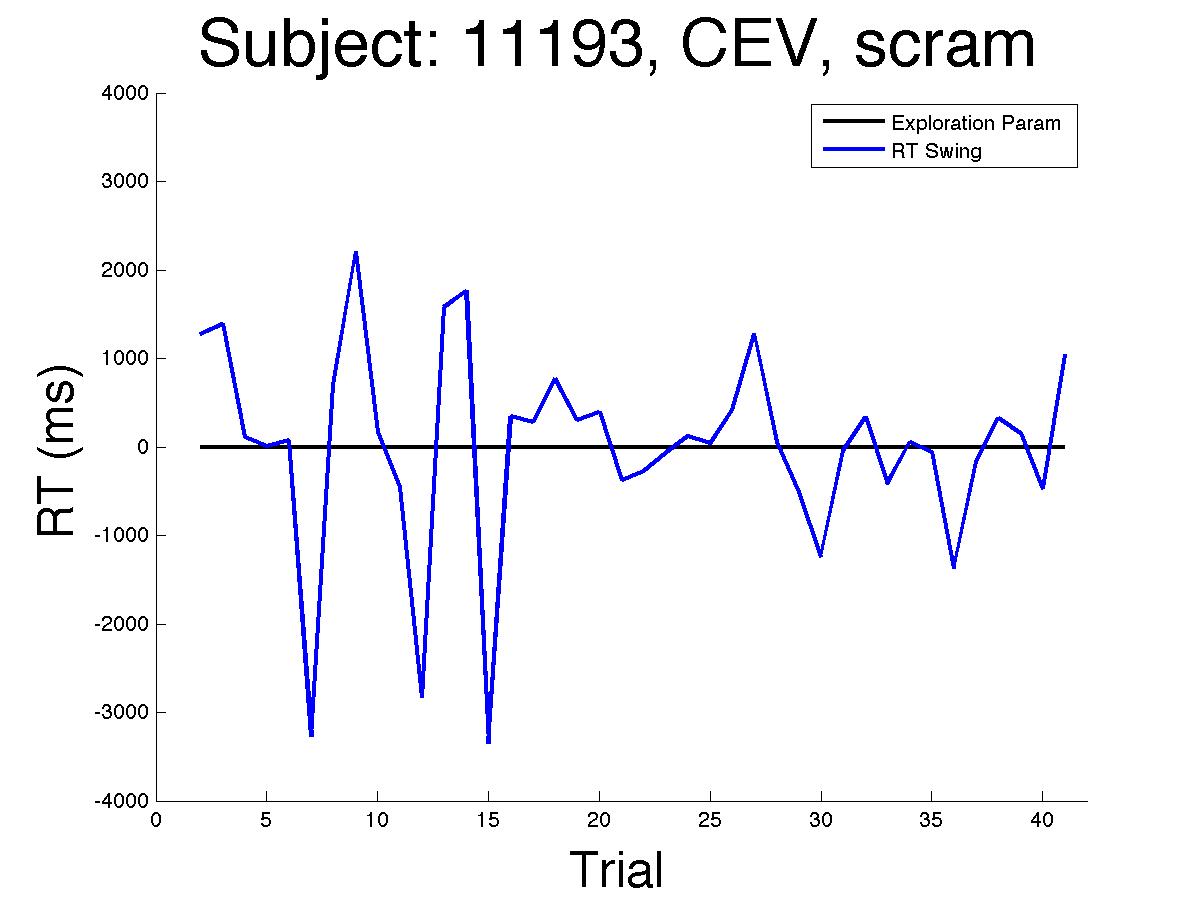 Subject: 11193, CEV, scram
4000
3000
2000
1000
0
-1000
-2000
-3000
-4000
RT (ms)
Exploration Param
RT Swing
0 5 10 15 20 25 30 35 40
Trial